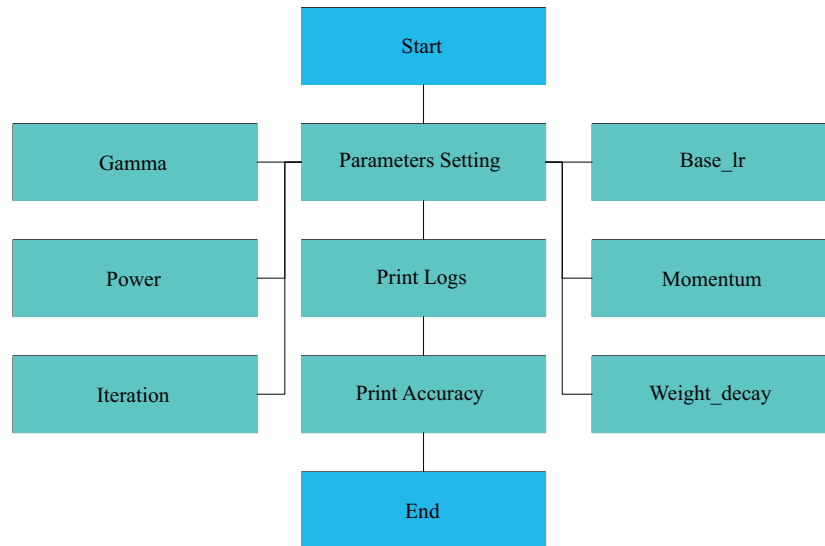 Start
Gamma
Parameters Setting
Base_lr
Power
Print Logs
Momentum
Iteration
Print Accuracy
Weight_decay
End